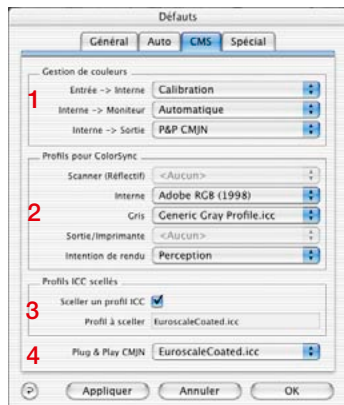 Défauts
Général Auto CMS Spécial
Gestion de couleurs
1
Entrée -> Interne Calibration
Interne -> Moniteur Automatique
Interne -> Sortie P&P CMJN
Profils pour ColorSync
Scanner (Réflectif) <Aucun>
2
Interne Adobe RGB (1998)
Gris Generic Gray Profile.icc
Sortie/Imprimante <Aucun>
Intention de rendu Perception
Profils ICC scellés
3
Sceller un profil ICC
Profil à sceller EuroscaleCoated.icc
4 Plug & Play CMJN EuroscaleCoated.icc
? Appliquer Annuler OK